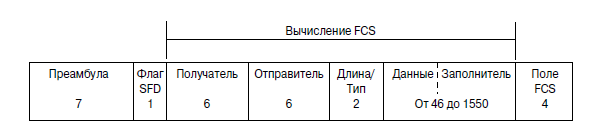 Вычисление FCS
Преамбула
7
Флаг
SFD
1
Получатель
6
Отправитель
6
Длина/
Тип
2
Данные Заполнитель
От 46 до 1550
Поле
FCS
4